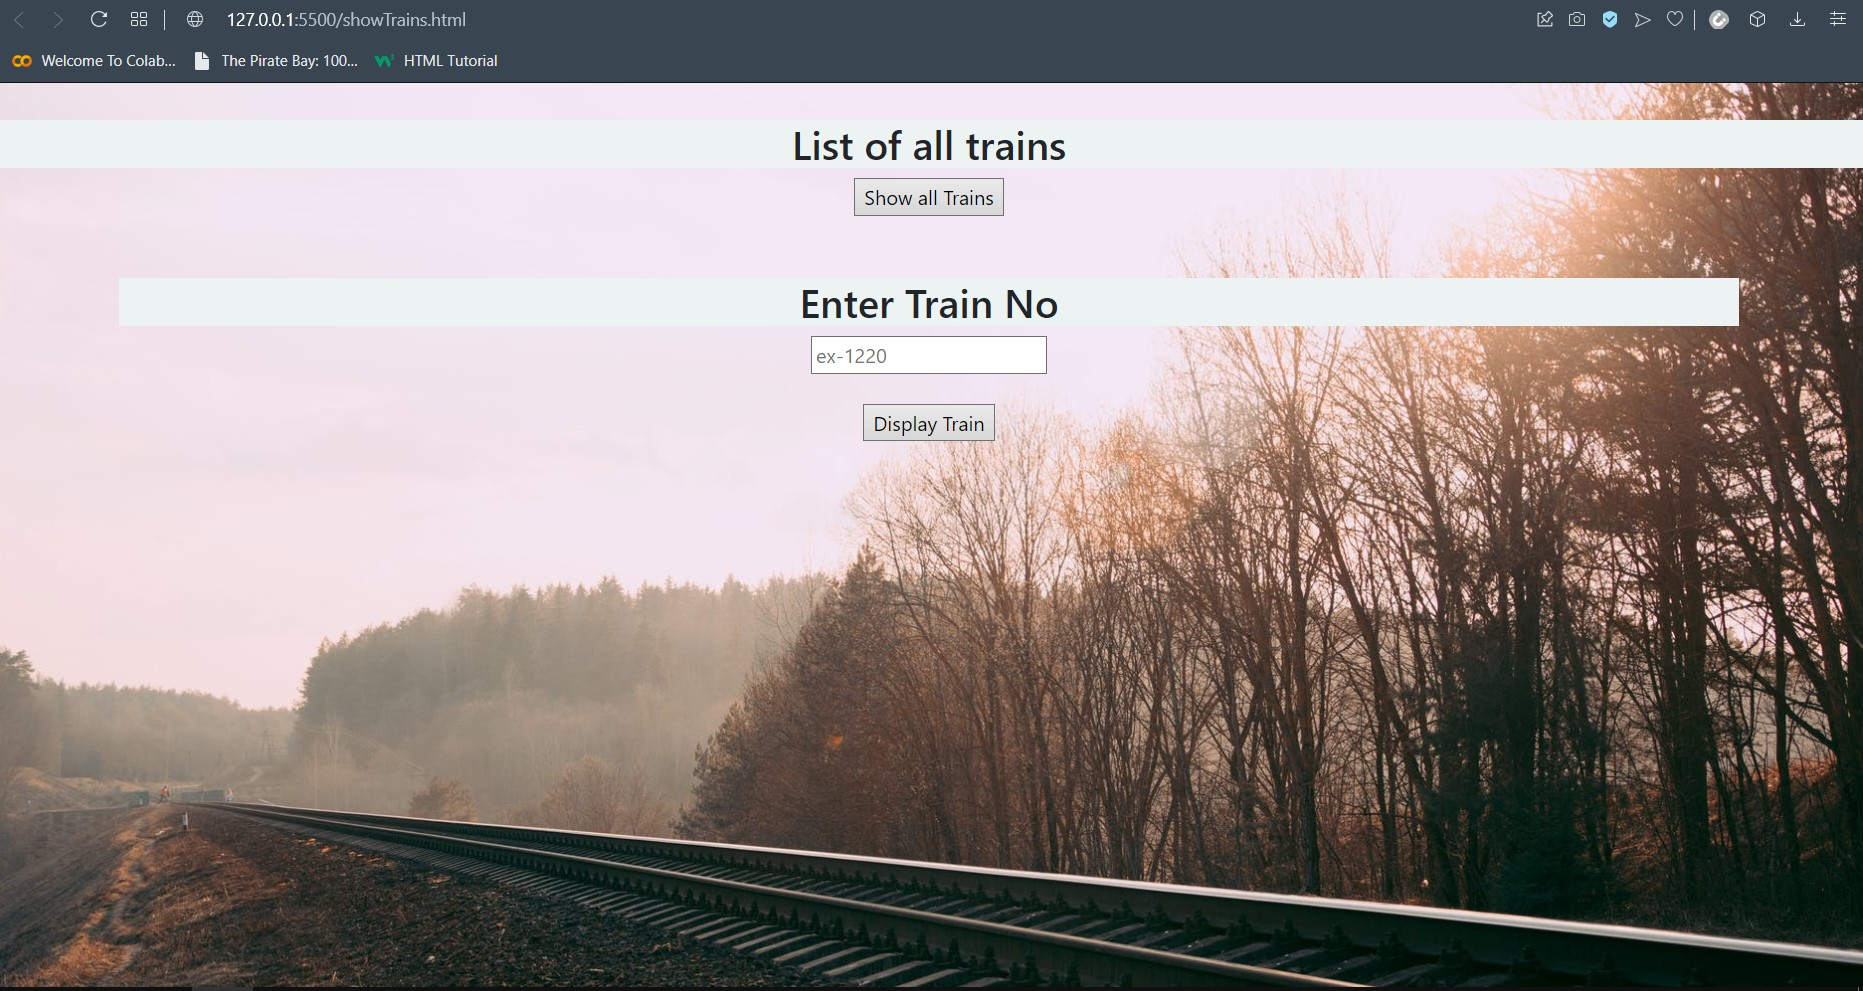 127.0.0.1:5500/showTrains.html
Welcome To Colab... The Pirate Bay: 100... HTML Tutorial
List of all trains
Show all Trains
Enter Train No
ex-1220
Display Train